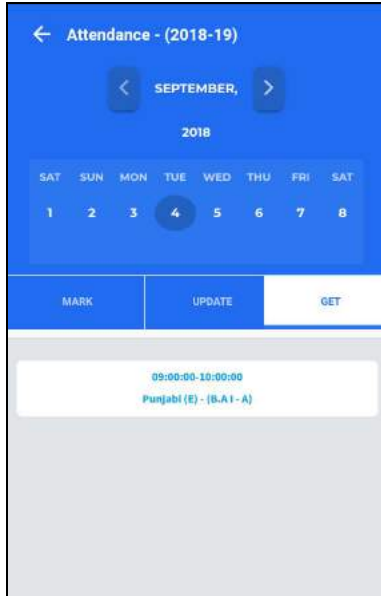 Attendance - (2018-19)
SEPTEMBER,
2018
SAT SUN MON TUE WED THU FRI SAT
1 2 3 4 5 6 7 8
MARK UPDATE GET
09:00:00-10:00:00
Punjabi (E) - (B.A I - A)